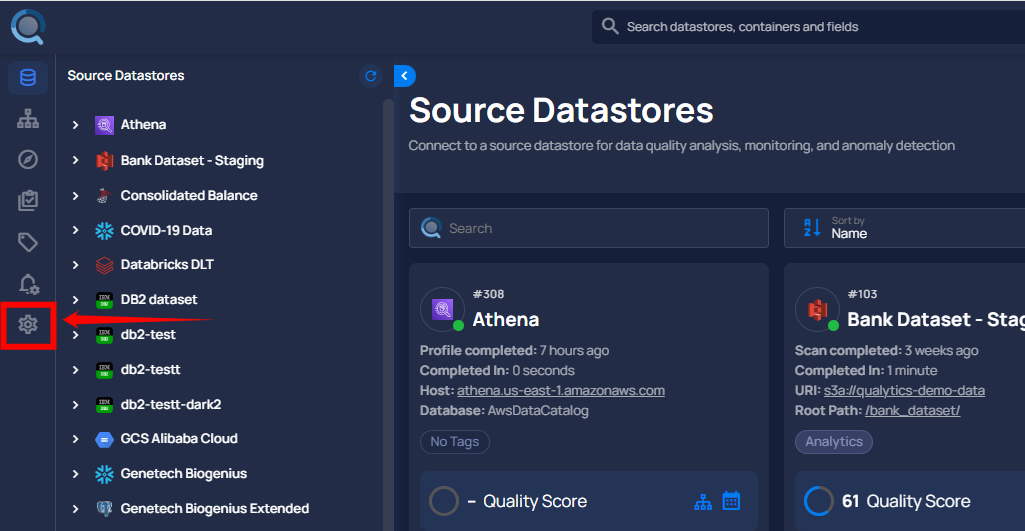 Search datastores, containers and fields
Source Datastores
Athena
Bank Dataset - Staging
Consolidated Balance
COVID-19 Data
Databricks DLT
DB2 dataset
db2-test
db2-testt
db2-testt-dark2
GCS Alibaba Cloud
Genetech Biogenius
Genetech Biogenius Extended
Source Datastores
Connect to a source datastore for data quality analysis, monitoring, and anomaly detection
Search
Sort by
Name
#308
Athena
Profile completed: 7 hours ago
Completed In: 0 seconds
Host: athena.us-east-1.amazonaws.com
Database: AwsDataCatalog
No Tags
– Quality Score
#103
Bank Dataset - Stag
Scan completed: 3 weeks ago
Completed In: 1 minute
URI: s3a://qualytics-demo-data
Root Path: /bank_dataset/
Analytics
61 Quality Score